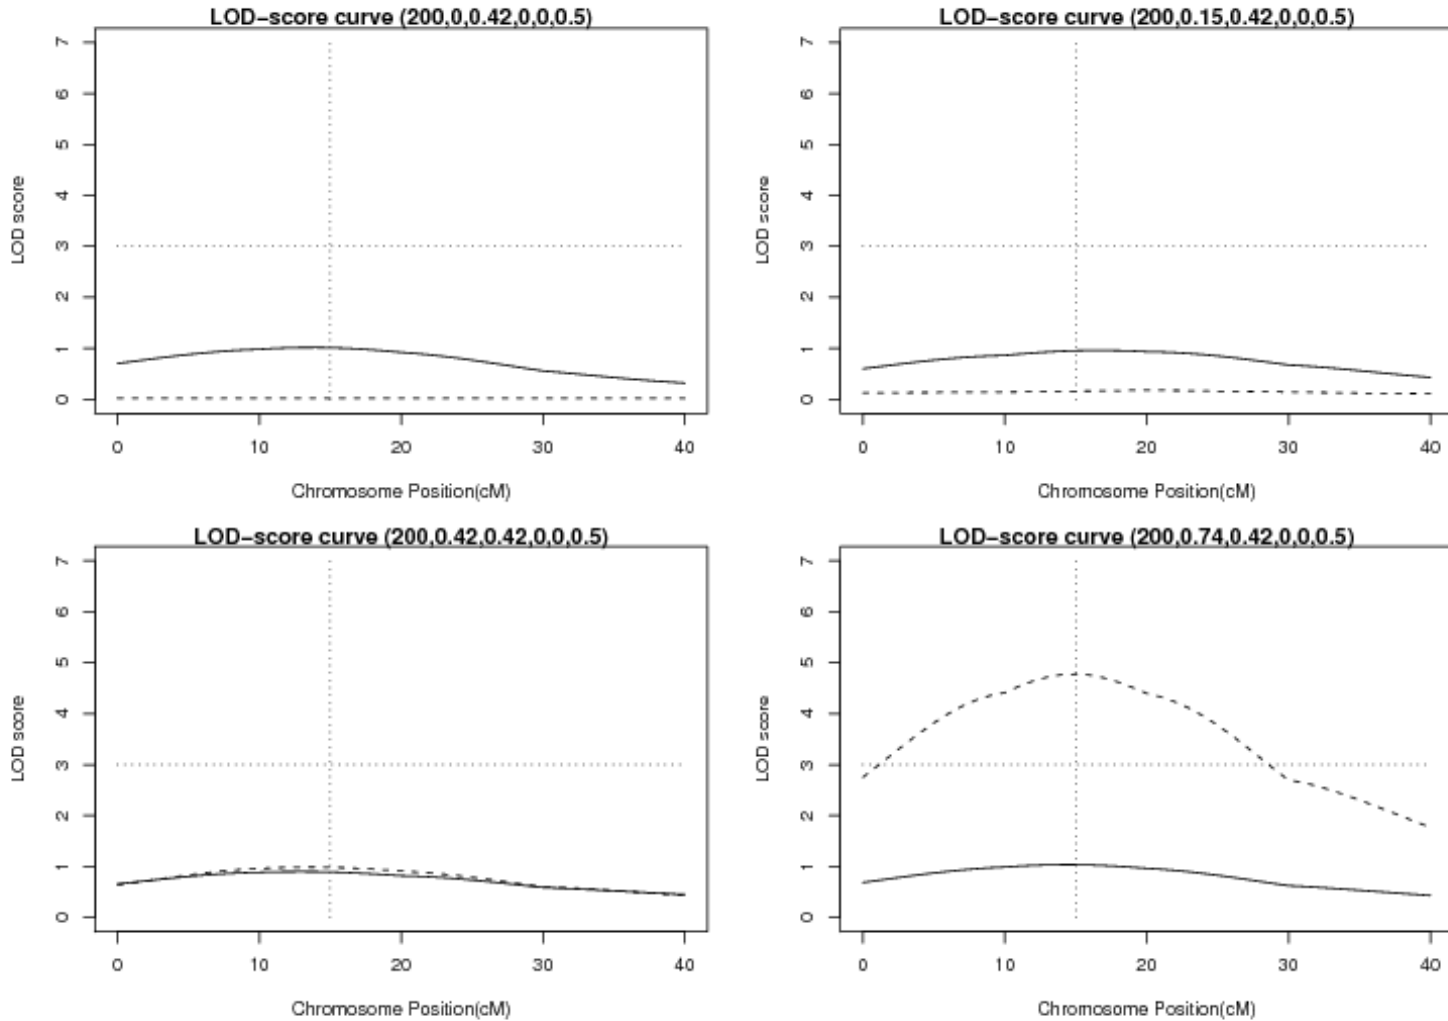 LOD−score curve (200,0,0.42,0,0,0.5)
LOD score
7
6
5
4
3
2
1
0
0 10 20 30 40
Chromosome Position(cM)
LOD−score curve (200,0.15,0.42,0,0,0.5)
LOD score
7
6
5
4
3
2
1
0
0 10 20 30 40
Chromosome Position(cM)
LOD−score curve (200,0.42,0.42,0,0,0.5)
LOD score
7
6
5
4
3
2
1
0
0 10 20 30 40
Chromosome Position(cM)
LOD−score curve (200,0.74,0.42,0,0,0.5)
LOD score
7
6
5
4
3
2
1
0
0 10 20 30 40
Chromosome Position(cM)